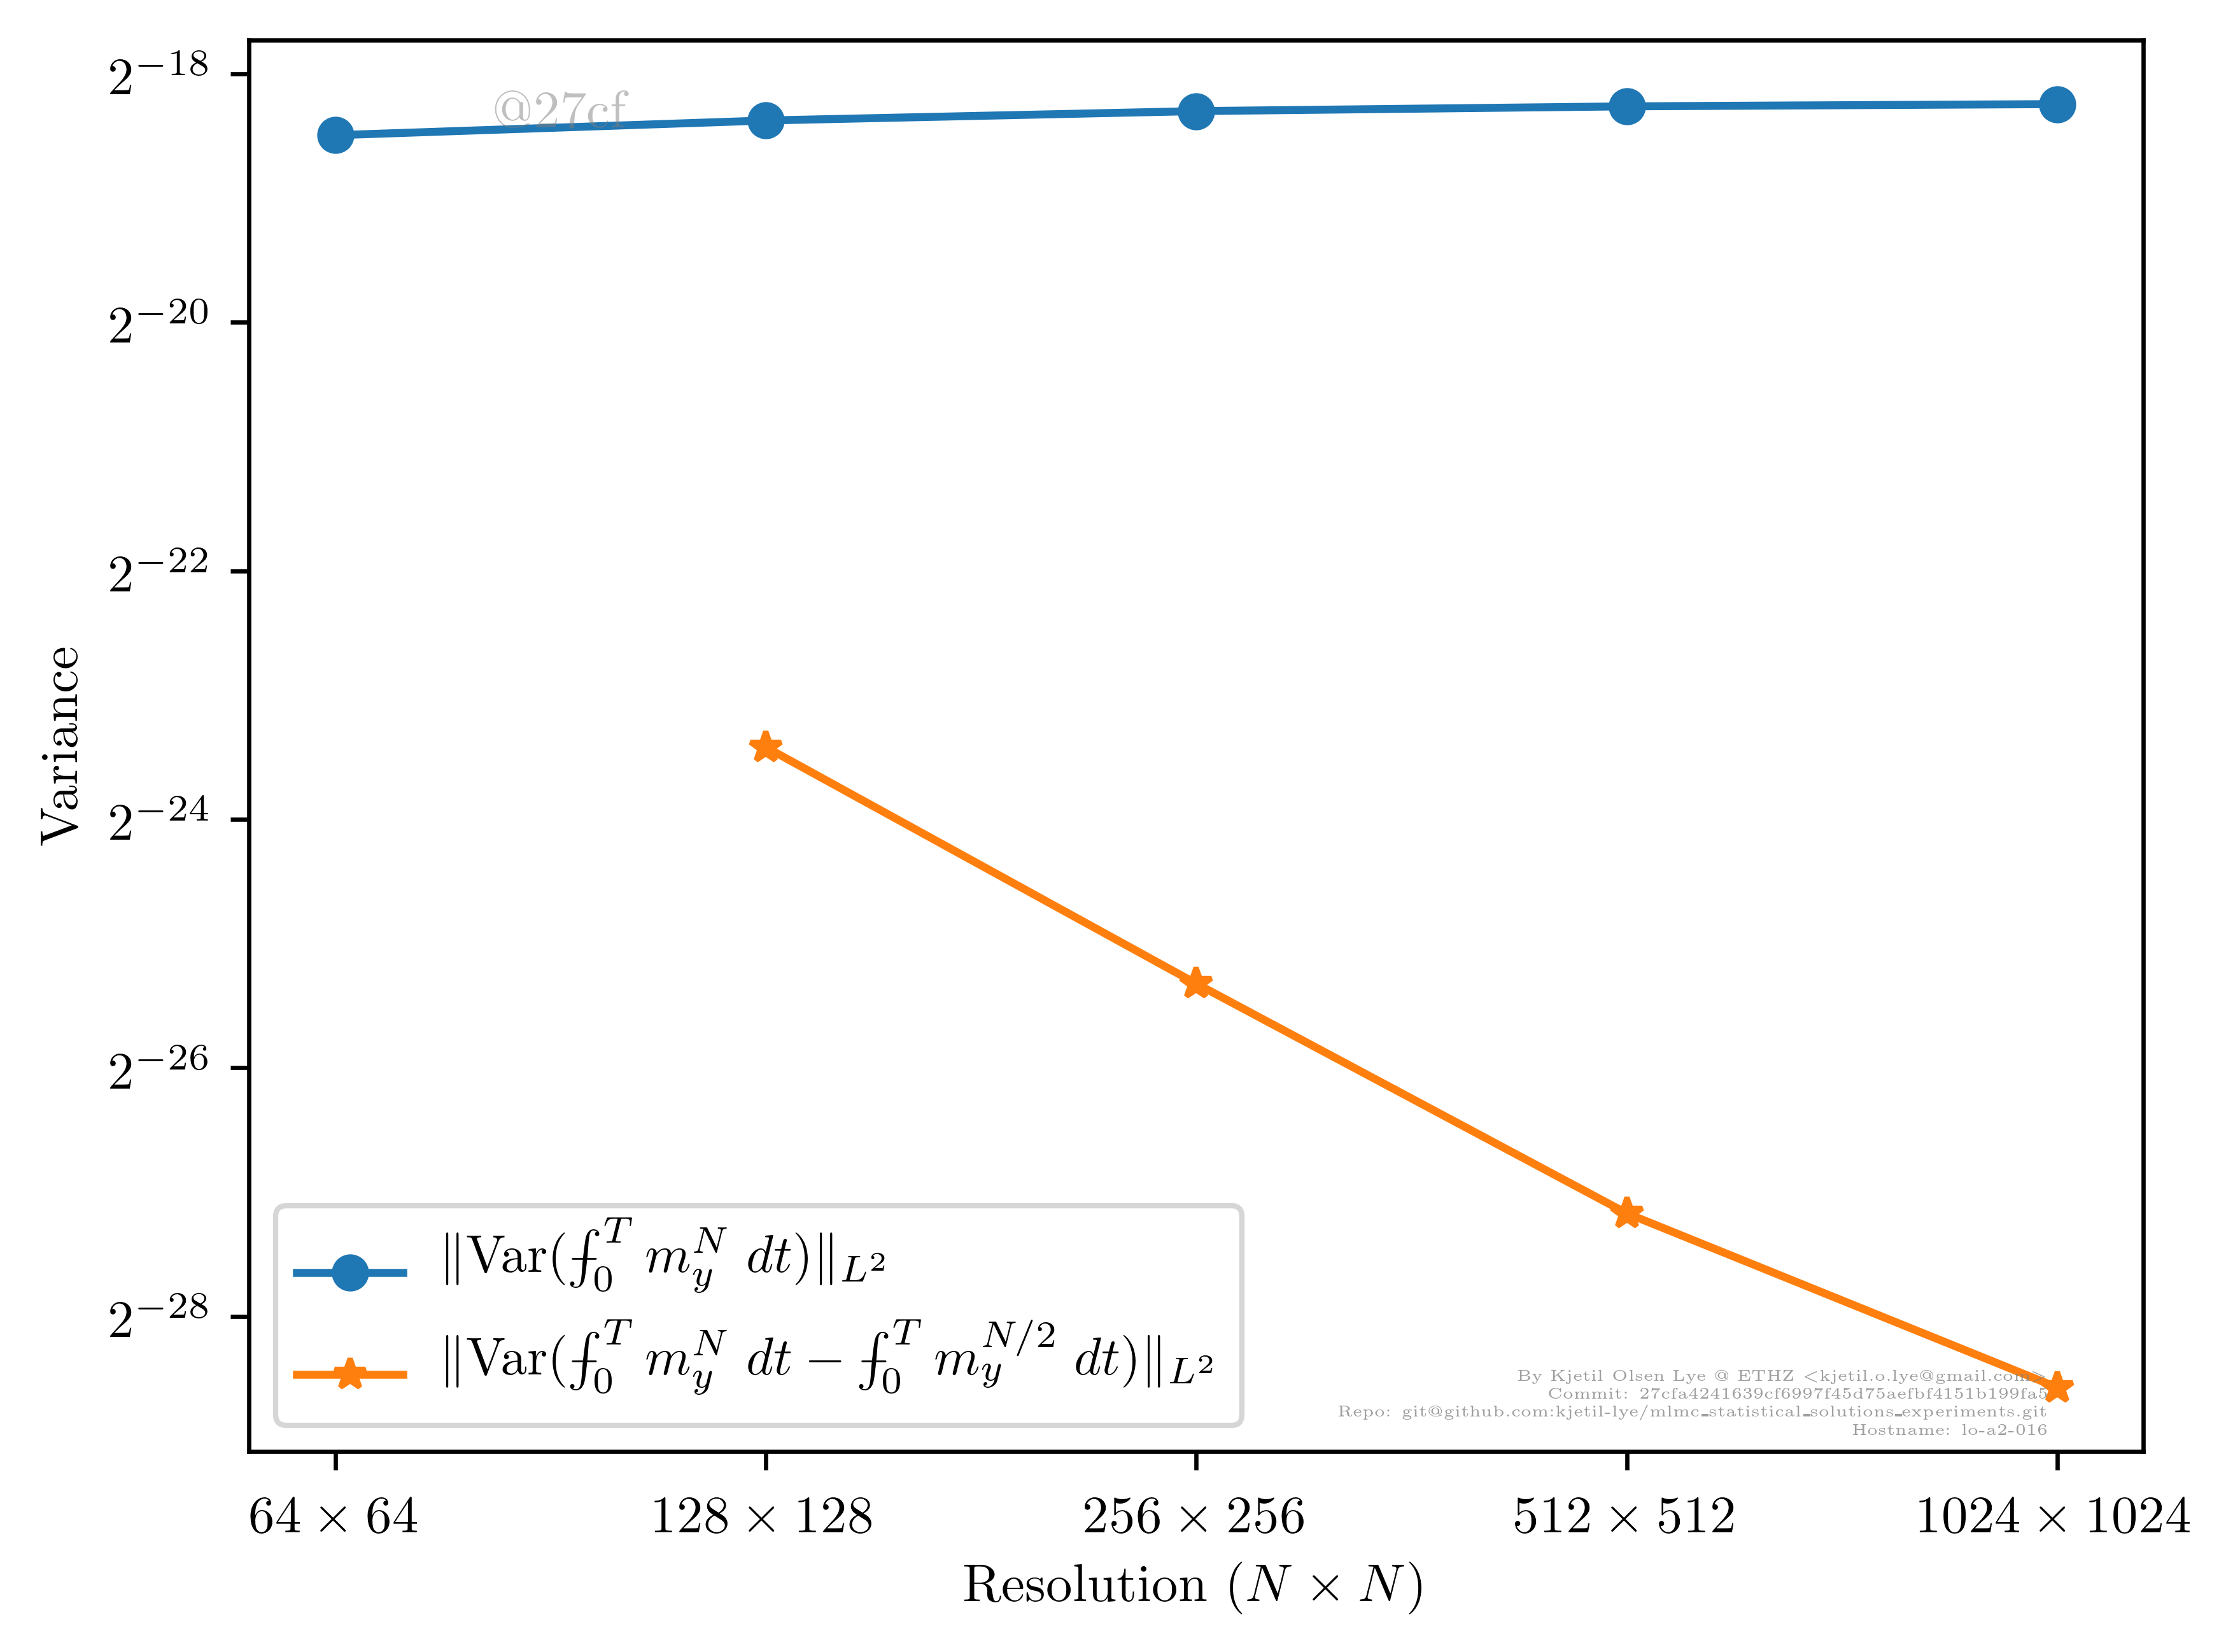 2^{-18}
@27cf
2^{-20}
2^{-22}
2^{-24}
2^{-26}
2^{-28}
Variance
‖Var(⨍_0^T m_y^N dt)‖_{L^2}
‖Var(⨍_0^T m_y^N dt − ⨍_0^T m_y^{N/2} dt)‖_{L^2}
By Kjetil Olsen Lye @ ETHZ <kjetil.o.lye@gmail.com>
Commit: 27cfa4241639cf6997f45d75aefbf4151b199fa5
Repo: git@github.com:kjetil-lye/mlmc_statistical_solutions_experiments.git
Hostname: lo-a2-016
64 × 64
128 × 128
256 × 256
512 × 512
1024 × 1024
Resolution (N × N)